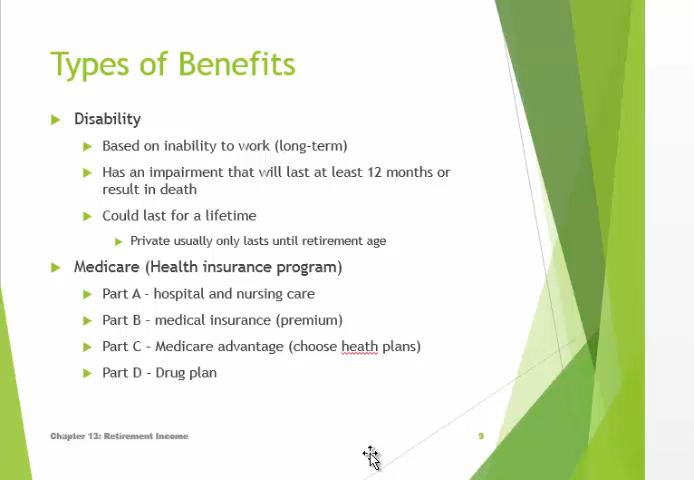 Types of Benefits
Disability
Based on inability to work (long-term)
Has an impairment that will last at least 12 months or
result in death
Could last for a lifetime
Private usually only lasts until retirement age
Medicare (Health insurance program)
Part A - hospital and nursing care
Part B – medical insurance (premium)
Part C – Medicare advantage (choose heath plans)
Part D – Drug plan
Chapter 13: Retirement Income
9